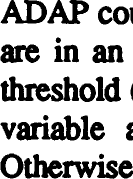 ADAP cou
are in an
threshold (
variable a
Otherwise